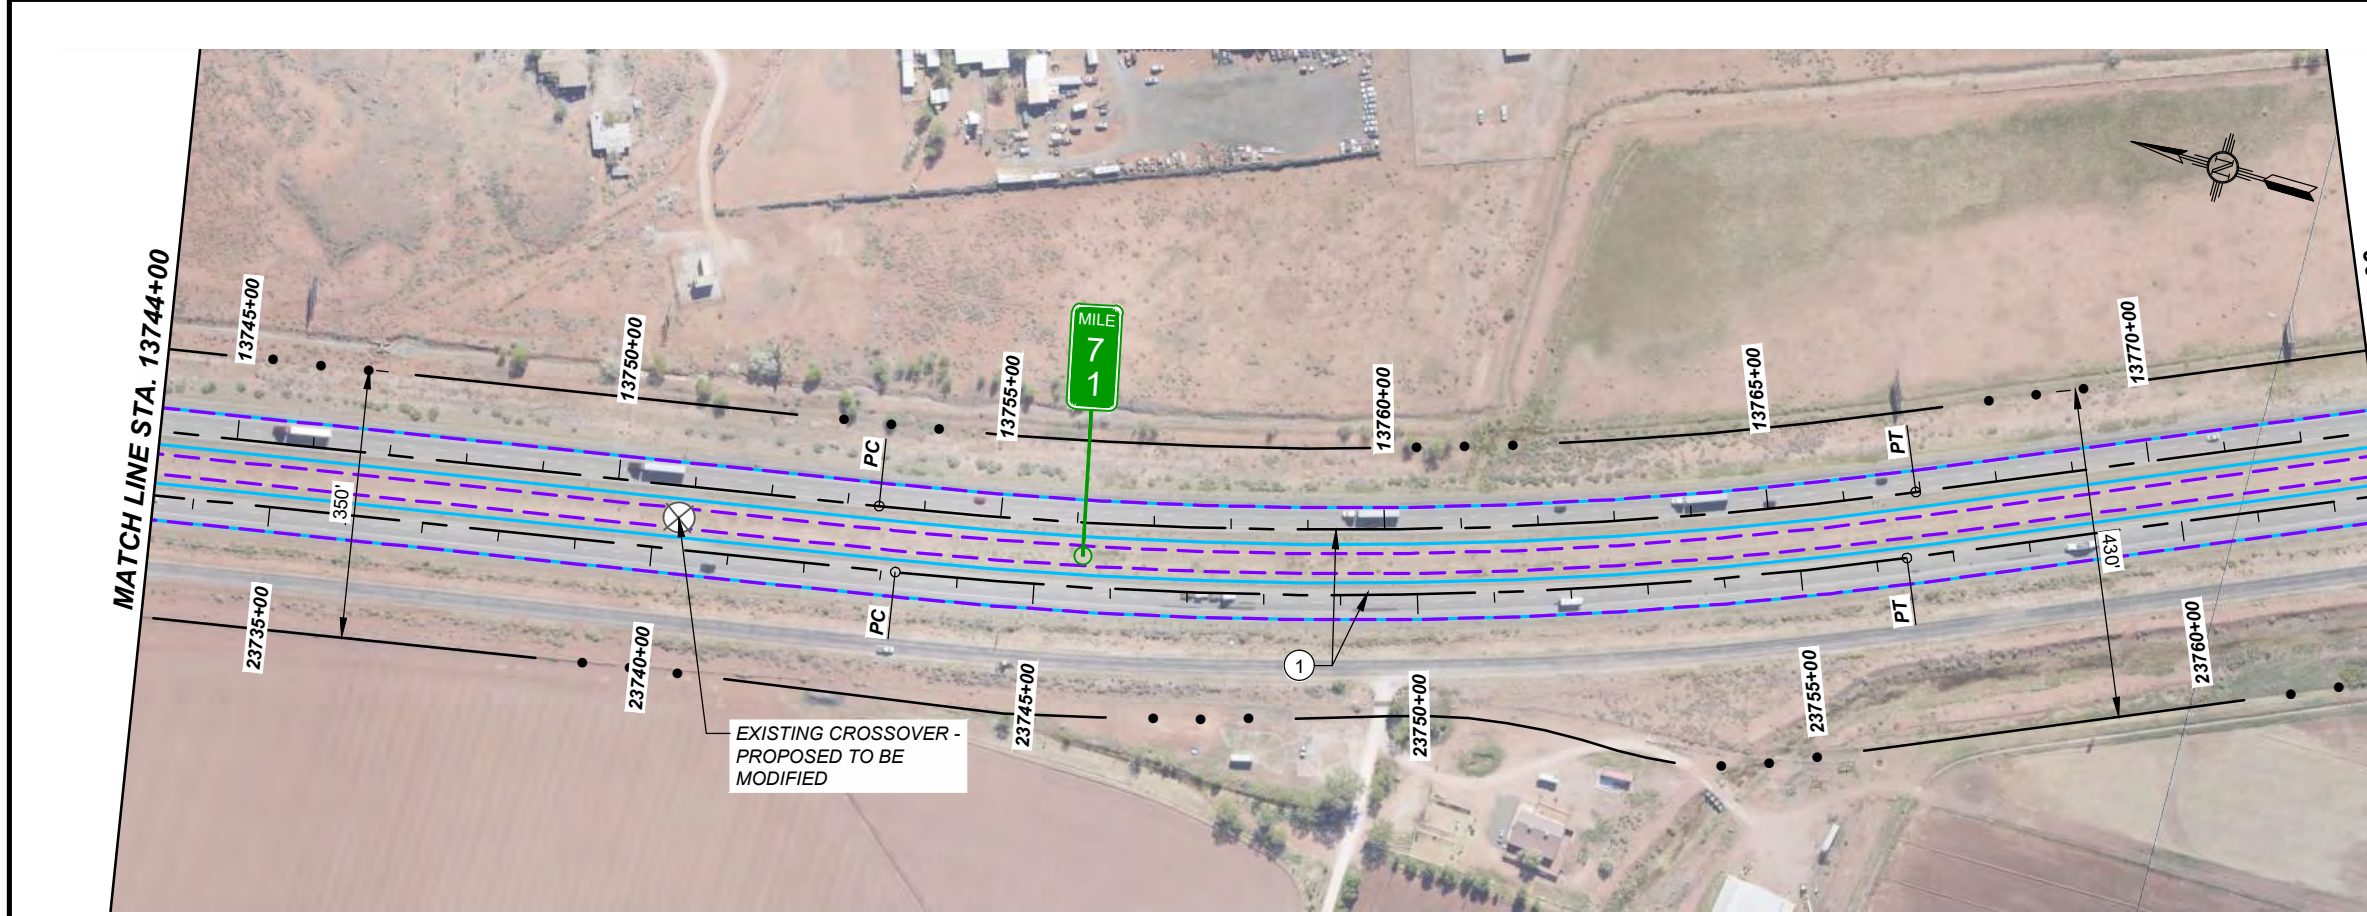 MATCH LINE STA. 13744+00
13745+00
13750+00
13755+00
13760+00
13765+00
13770+00
MILE
7
1
N
PC
PT
350'
430'
PC
PT
1
23735+00
23740+00
23745+00
23750+00
23755+00
23760+00
EXISTING CROSSOVER -
PROPOSED TO BE
MODIFIED